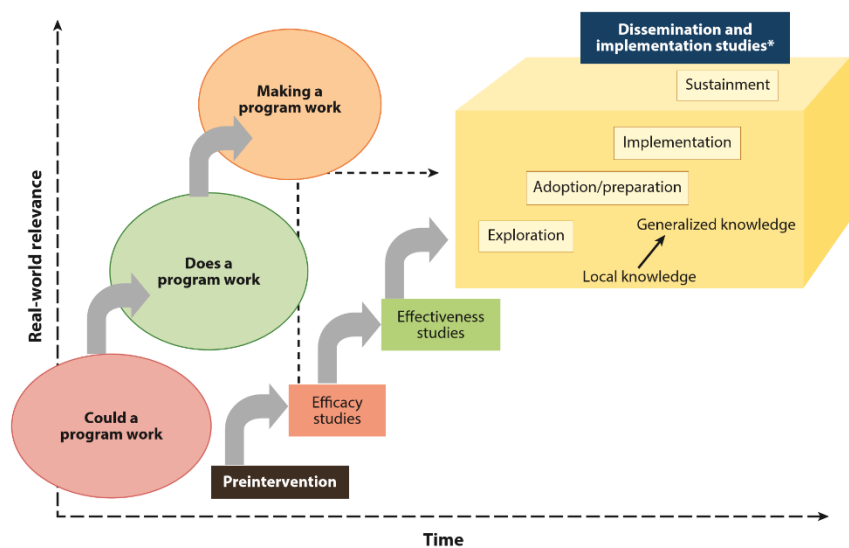 Dissemination and
implementation studies*
Sustainment
Making a
program work
Implementation
Adoption/preparation
Generalized knowledge
Exploration
Local knowledge
Does a
program work
Effectiveness
studies
Real-world relevance
Could a
program work
Efficacy
studies
Preintervention
Time